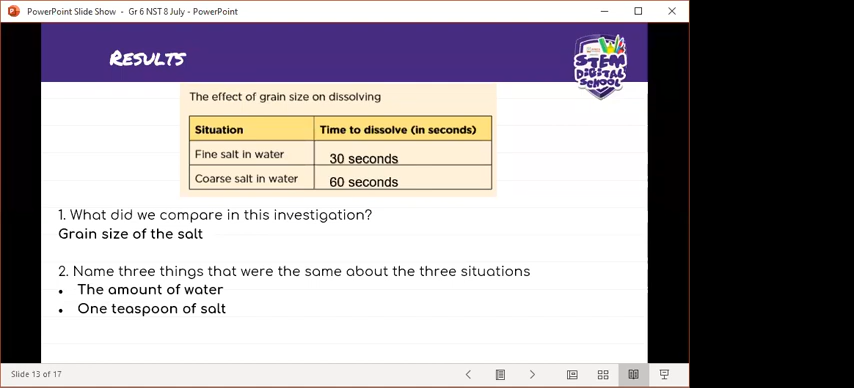 PowerPoint Slide Show - Gr 6 NST 8 July - PowerPoint
RESULTS
STEM
DIGITAL
SCHOOL
The effect of grain size on dissolving
Situation Time to dissolve (in seconds)
Fine salt in water 30 seconds
Coarse salt in water 60 seconds
1. What did we compare in this investigation?
Grain size of the salt
2. Name three things that were the same about the three situations
• The amount of water
• One teaspoon of salt
Slide 13 of 17